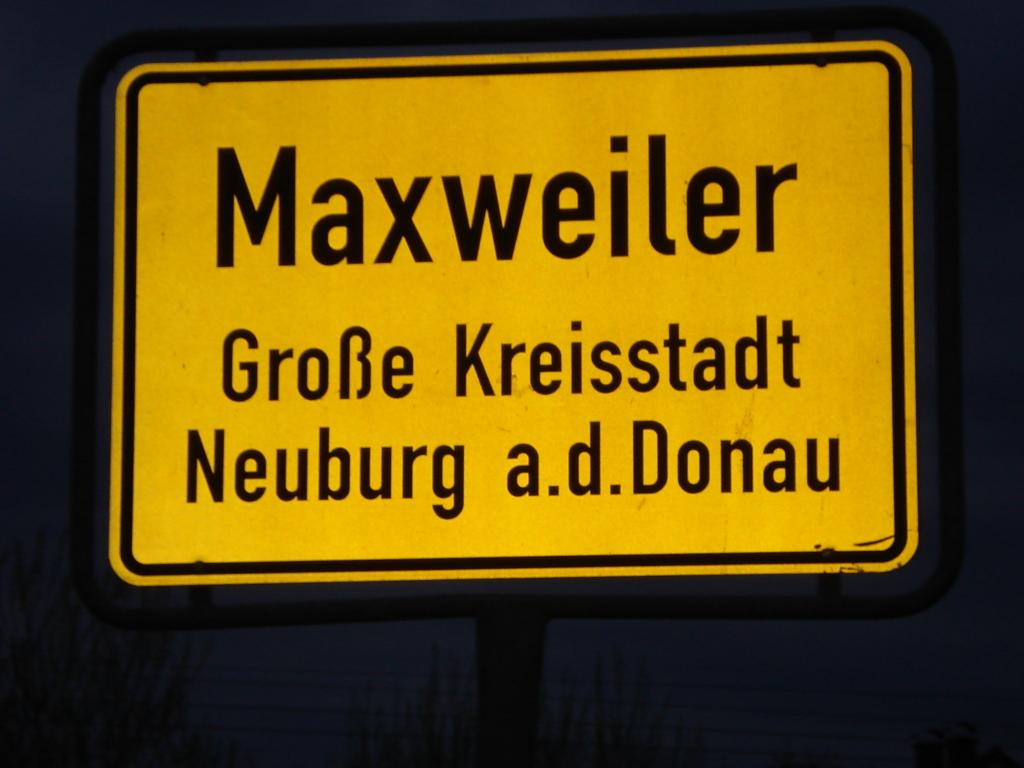 Maxweiler
Große Kreisstadt
Neuburg a.d.Donau